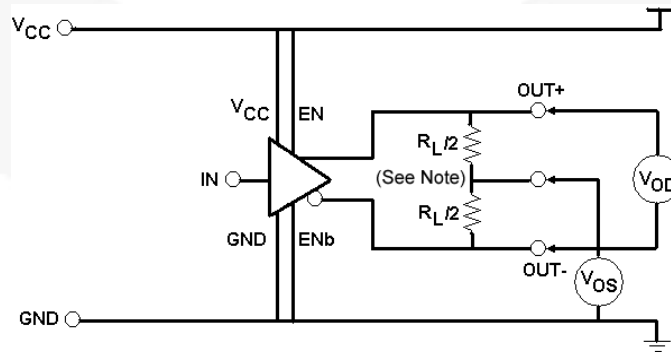 VCC
VCC EN
OUT+
RL/2
IN
(See Note)
VOD
RL/2
GND ENb
OUT-
VOS
GND